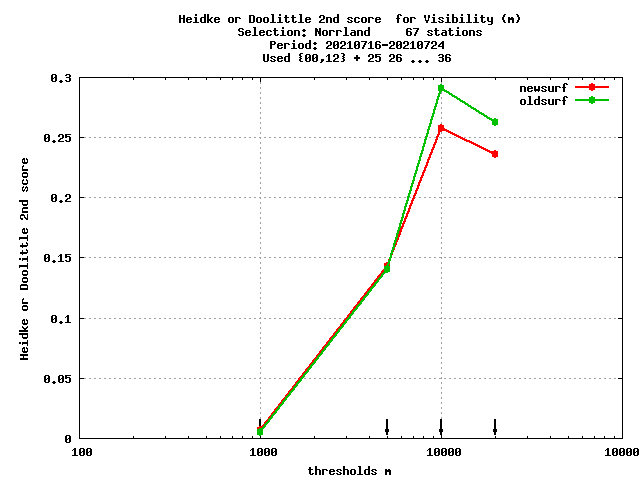 Heidke or Doolittle 2nd score  for Visibility (m)
Selection: Norrland     67 stations
Period: 20210716-20210724
Used {00,12} + 25 26 ... 36
newsurf
oldsurf
0.3
0.25
0.2
0.15
0.1
0.05
0
Heidke or Doolittle 2nd score
100
1000
10000
10000
thresholds m